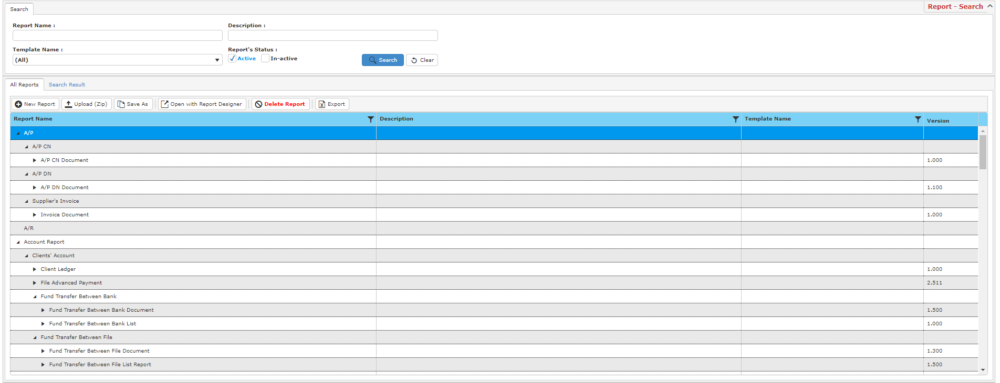 Search
Report - Search
Report Name :
Description :
Template Name :
Report's Status :
(All)
Active
In-active
Search
Clear
All Reports
Search Result
New Report
Upload (Zip)
Save As
Open with Report Designer
Delete Report
Export
Report Name
Description
Template Name
Version
A/P
A/P CN
A/P CN Document 1.000
A/P DN
A/P DN Document 1.100
Supplier's Invoice
Invoice Document 1.000
A/R
Account Report
Clients' Account
Client Ledger 1.000
File Advanced Payment 2.511
Fund Transfer Between Bank
Fund Transfer Between Bank Document 1.500
Fund Transfer Between Bank List 1.000
Fund Transfer Between File
Fund Transfer Between File Document 1.300
Fund Transfer Between File List Report 1.500